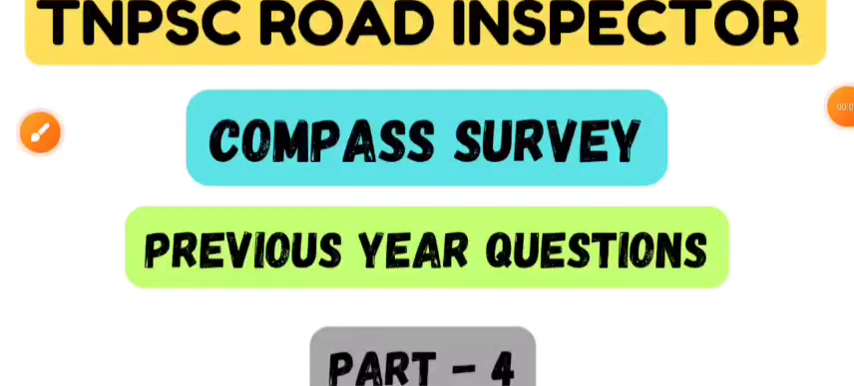 TNPSC ROAD INSPECTOR
COMPASS SURVEY
PREVIOUS YEAR QUESTIONS
PART - 4